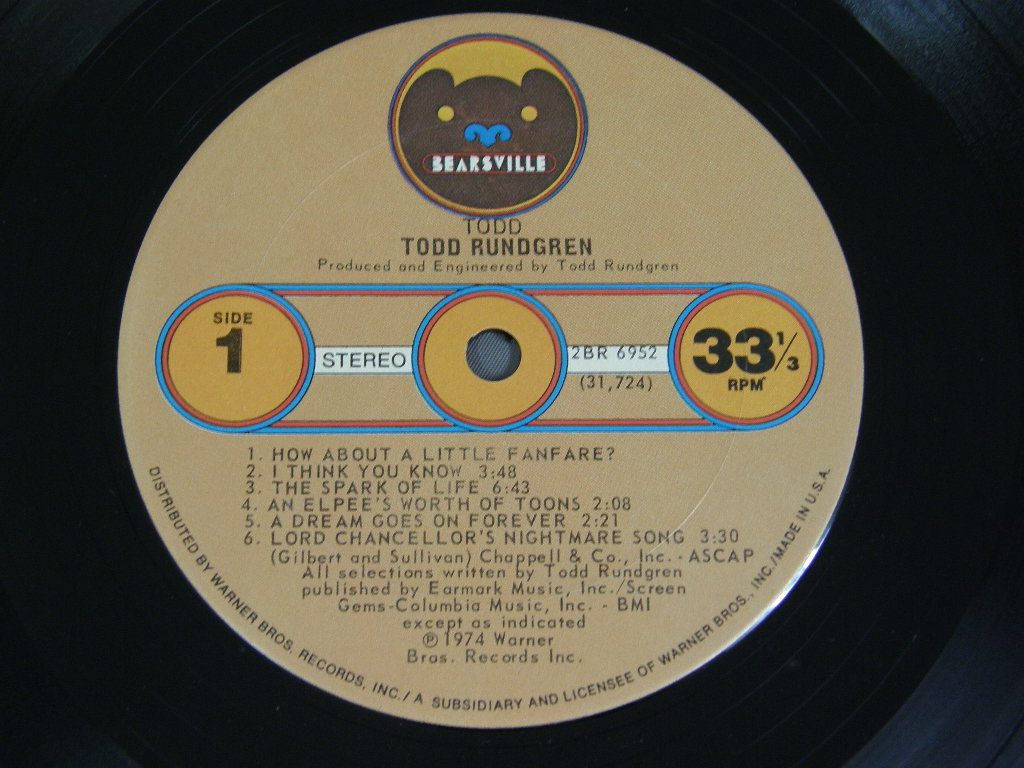 BEARSVILLE
TODD
TODD RUNDGREN
Produced and Engineered by Todd Rundgren
SIDE
1
STEREO
2BR 6952
(31,724)
33 1/3
RPM
1. HOW ABOUT A LITTLE FANFARE?
2. I THINK YOU KNOW 3:48
3. THE SPARK OF LIFE 6:43
4. AN ELPEE'S WORTH OF TOONS 2:08
5. A DREAM GOES ON FOREVER 2:21
6. LORD CHANCELLOR'S NIGHTMARE SONG 3:30
(Gilbert and Sullivan) Chappell & Co., Inc. - ASCAP
All selections written by Todd Rundgren
published by Earmark Music, Inc./Screen
Gems-Columbia Music, Inc. - BMI
except as indicated
℗ 1974 Warner
Bros. Records Inc.
DISTRIBUTED BY WARNER BROS. RECORDS, INC./ A SUBSIDIARY AND LICENSEE OF WARNER BROS., INC./MADE IN U.S.A.